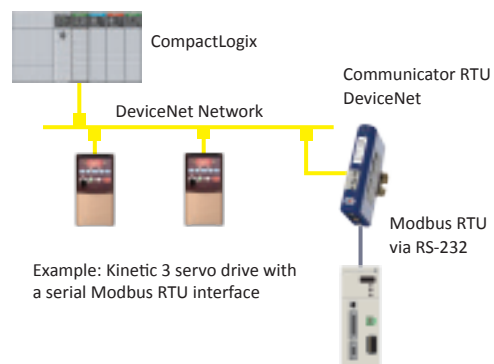 CompactLogix
Communicator RTU
DeviceNet
DeviceNet Network
Modbus RTU
via RS-232
Example: Kinetic 3 servo drive with
a serial Modbus RTU interface